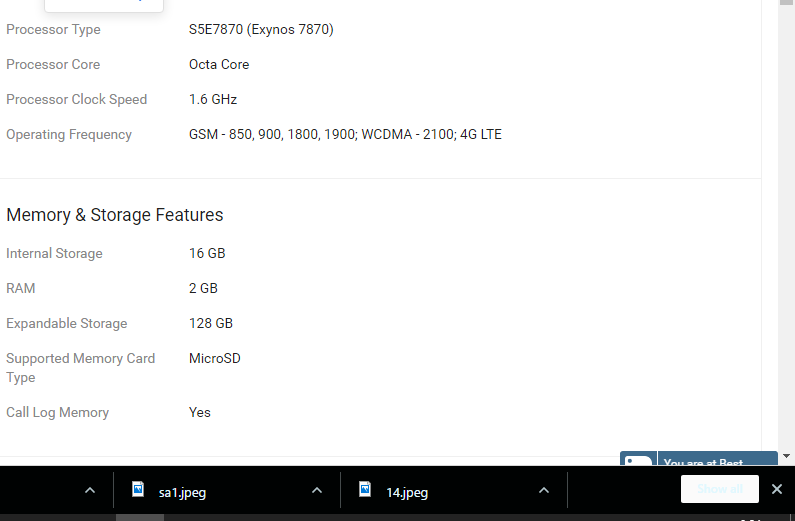 Processor Type S5E7870 (Exynos 7870)
Processor Core Octa Core
Processor Clock Speed 1.6 GHz
Operating Frequency GSM - 850, 900, 1800, 1900; WCDMA - 2100; 4G LTE
Memory & Storage Features
Internal Storage 16 GB
RAM 2 GB
Expandable Storage 128 GB
Supported Memory Card MicroSD
Type
Call Log Memory Yes
You are at Best
sa1.jpeg 14.jpeg Show all